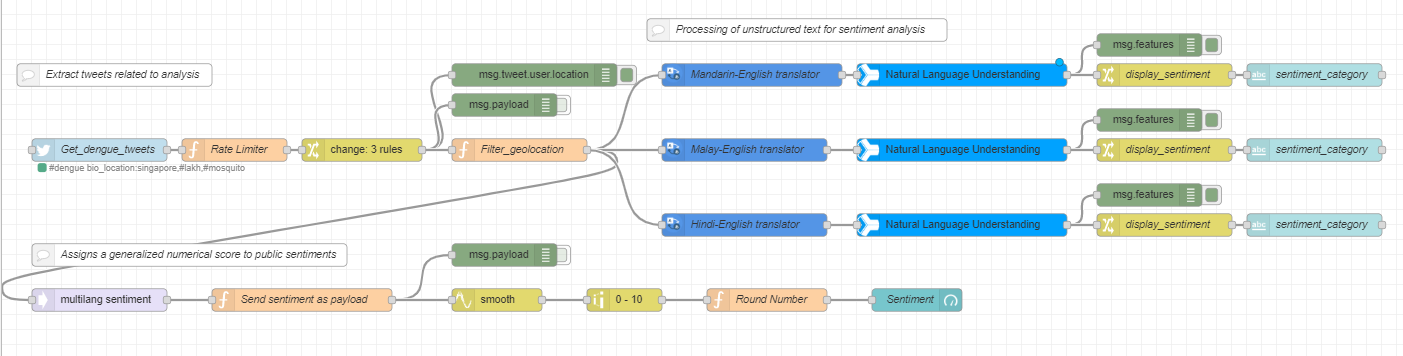 Processing of unstructured text for sentiment analysis
msg.features
Extract tweets related to analysis
msg.tweet.user.location
Mandarin-English translator
Natural Language Understanding
display_sentiment
abc
sentiment_category
msg.payload
msg.features
Get_dengue_tweets
Rate Limiter
change: 3 rules
Filter_geolocation
Malay-English translator
Natural Language Understanding
display_sentiment
abc
sentiment_category
#dengue bio_location:singapore,#lakh,#mosquito
msg.features
Hindi-English translator
Natural Language Understanding
display_sentiment
abc
sentiment_category
Assigns a generalized numerical score to public sentiments
msg.payload
multilang sentiment
Send sentiment as payload
smooth
0 - 10
Round Number
Sentiment